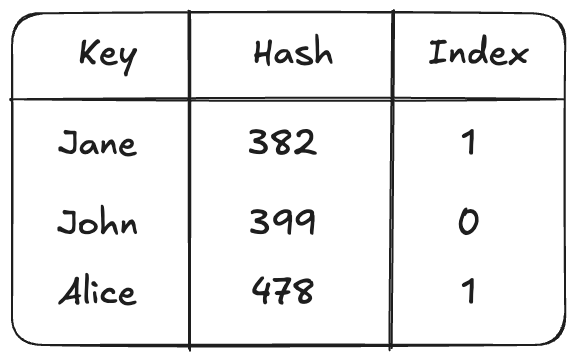 Key Hash Index
Jane 382 1
John 399 0
Alice 478 1